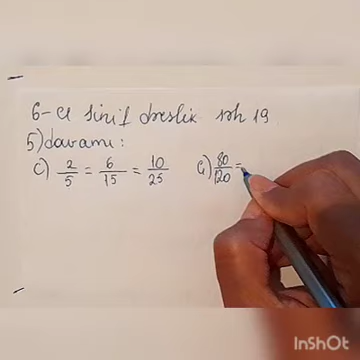 6-cı sinif dərslik səh 19
5) davamı:
c) 2/5 = 6/15 = 10/25 ç) 80/120 =
InShOt